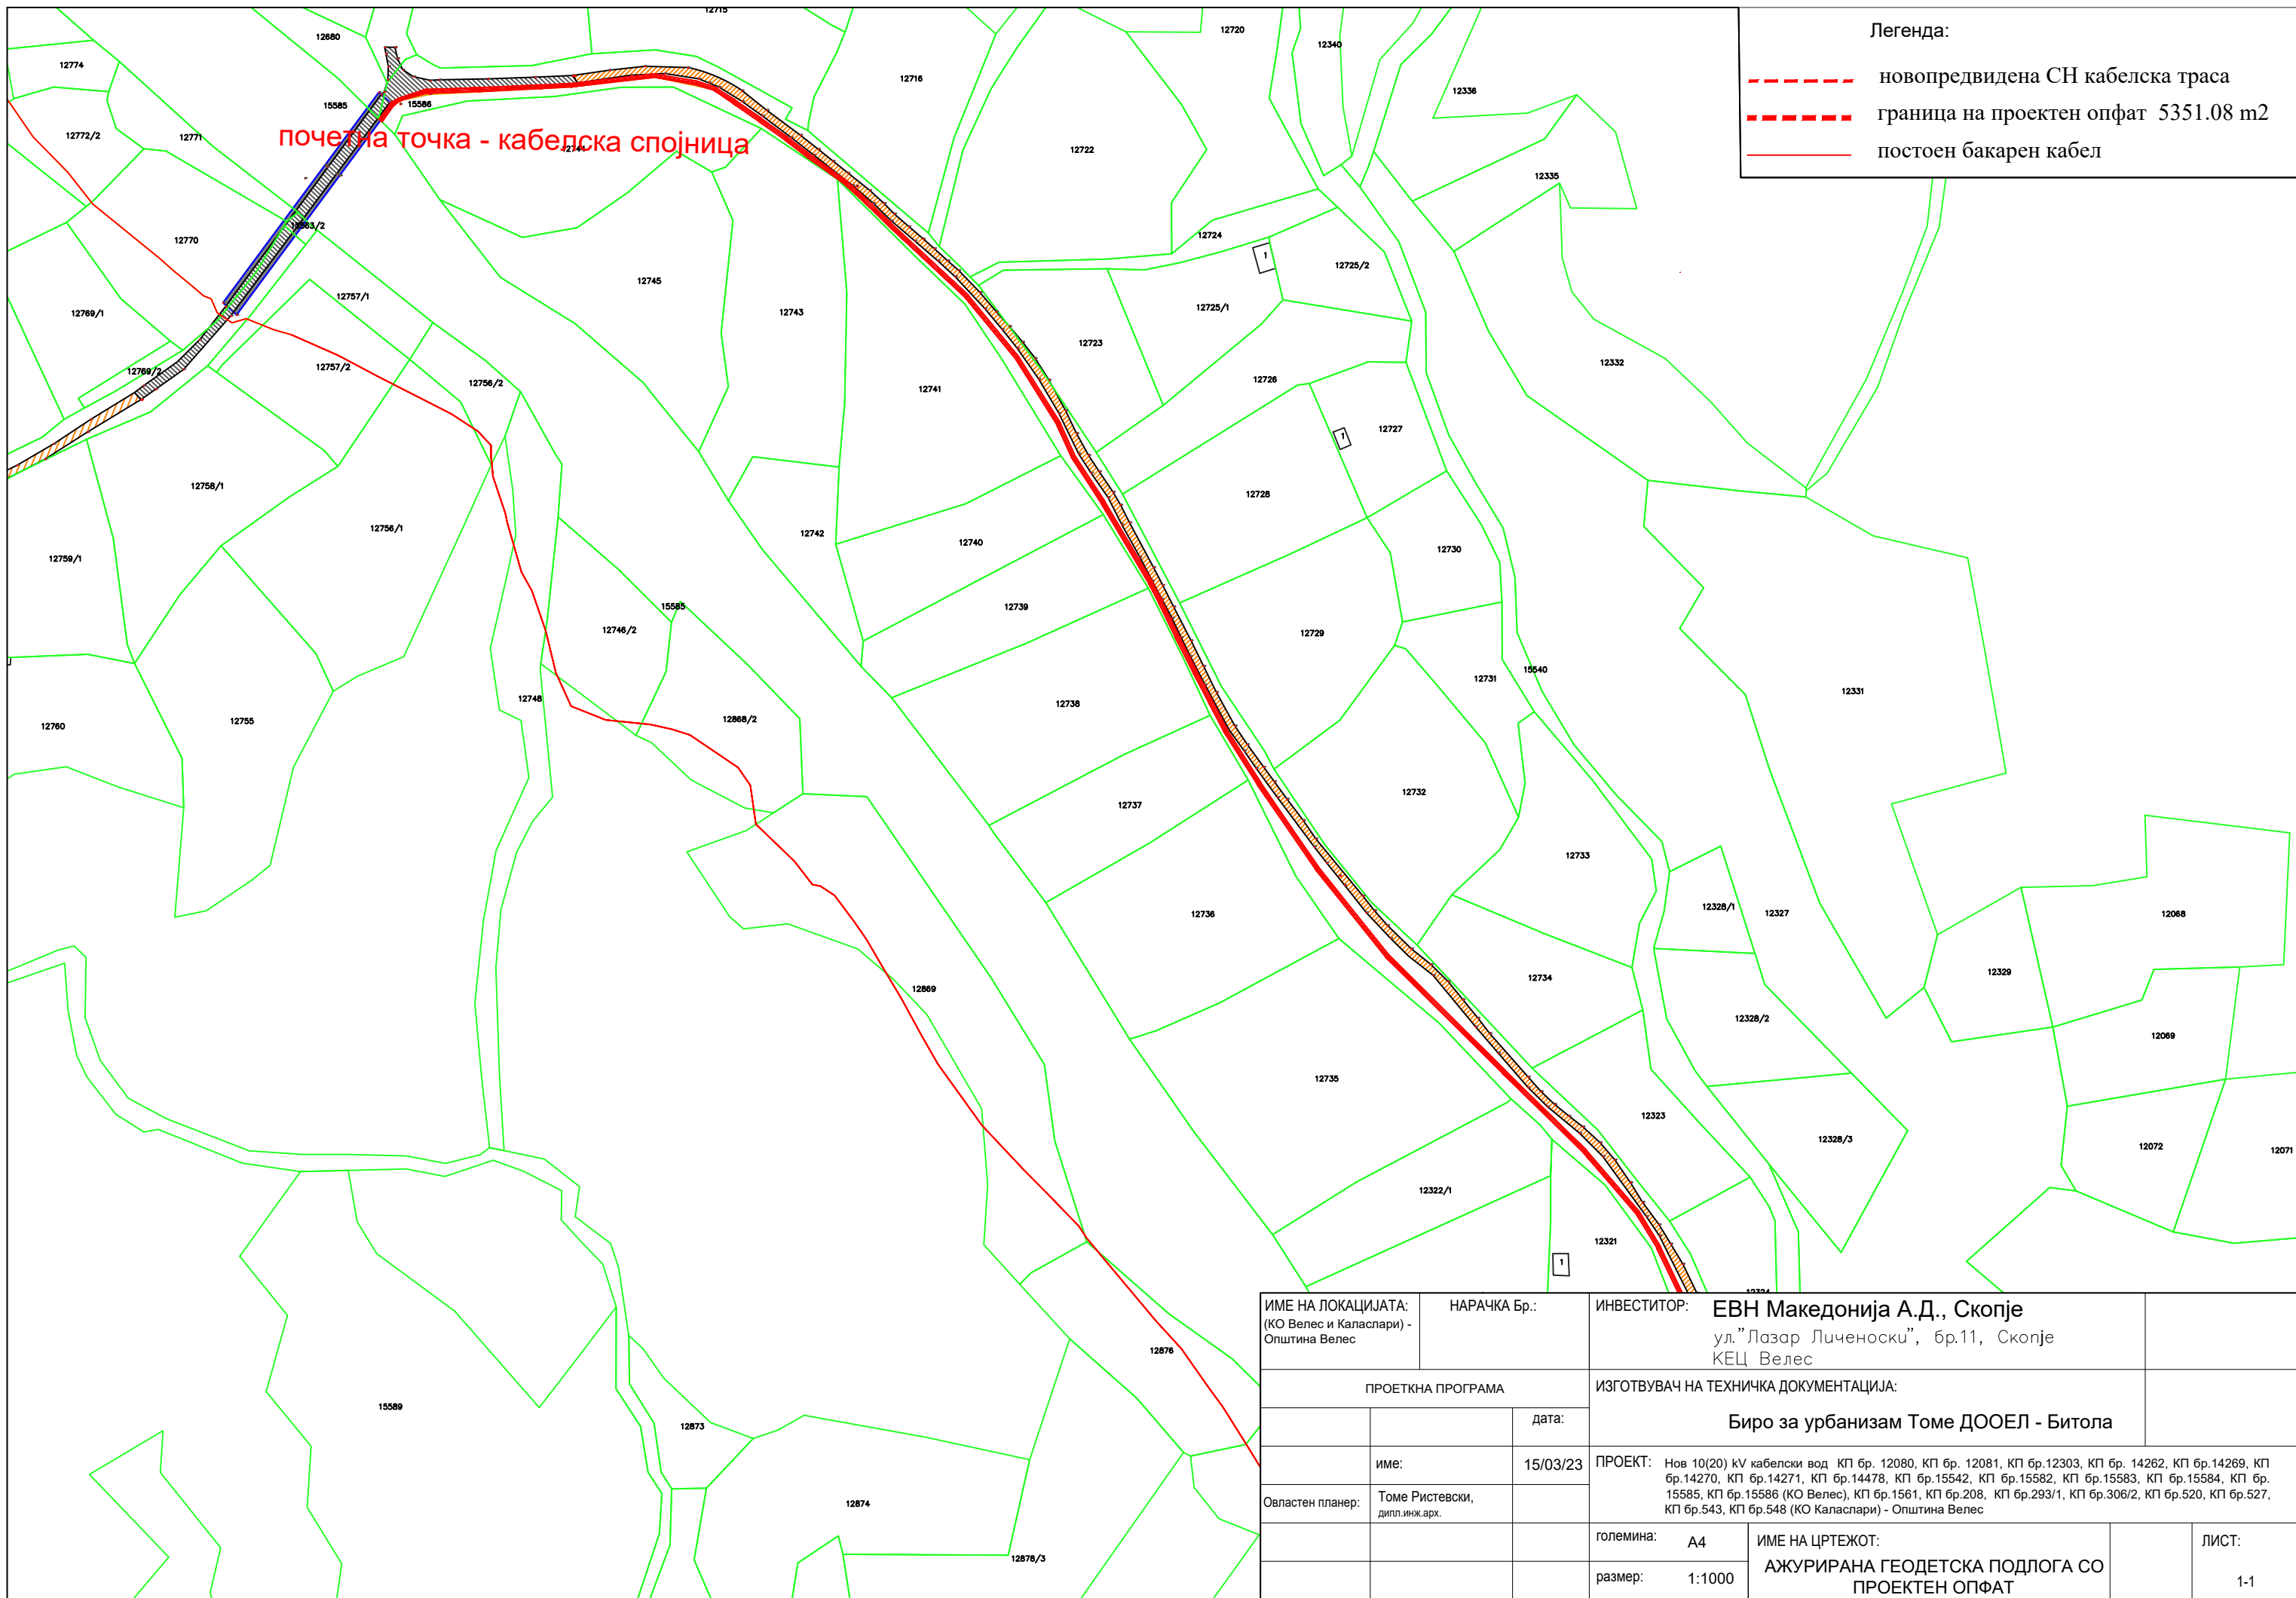 12715
12720
12680
12340
12774
12716
12336
15585
15586
12772/2
12771
12744
12722
12335
почетна точка - кабелска спојница
15583/2
12770
12724
1
12725/2
12745
12757/1
12743
12725/1
12769/1
12723
12332
12757/2
12769/2
12756/2
12726
12741
12727
1
12758/1
12728
12756/1
12742
12740
12730
12759/1
12739
15585
12746/2
12729
15540
12731
12331
12748
12738
12868/2
12755
12760
12732
12737
12733
12328/1
12327
12068
12736
12329
12734
12869
12328/2
12069
12735
12323
12328/3
12072
12071
12322/1
12321
1
12324
12876
15589
12873
12874
12878/3
Легенда:
новопредвидена СН кабелска траса
граница на проектен опфат 5351.08 m2
постоен бакарен кабел
ИМЕ НА ЛОКАЦИЈАТА:
(КО Велес и Каласлари) -
Општина Велес
НАРАЧКА Бр.:
ИНВЕСТИТОР: ЕВН Македонија А.Д., Скопје
ул."Лазар Личеноски", бр.11, Скопје
КЕЦ Велес
ПРОЕТКНА ПРОГРАМА
ИЗГОТВУВАЧ НА ТЕХНИЧКА ДОКУМЕНТАЦИЈА:
Биро за урбанизам Томе ДООЕЛ - Битола
дата:
име:
15/03/23
Овластен планер:
Томе Ристевски,
дипл.инж.арх.
ПРОЕКТ: Нов 10(20) kV кабелски вод КП бр. 12080, КП бр. 12081, КП бр.12303, КП бр. 14262, КП бр.14269, КП
бр.14270, КП бр.14271, КП бр.14478, КП бр.15542, КП бр.15582, КП бр.15583, КП бр.15584, КП бр.
15585, КП бр.15586 (КО Велес), КП бр.1561, КП бр.208, КП бр.293/1, КП бр.306/2, КП бр.520, КП бр.527,
КП бр.543, КП бр.548 (КО Каласлари) - Општина Велес
големина: А4
размер: 1:1000
ИМЕ НА ЦРТЕЖОТ:
АЖУРИРАНА ГЕОДЕТСКА ПОДЛОГА СО
ПРОЕКТЕН ОПФАТ
ЛИСТ:
1-1